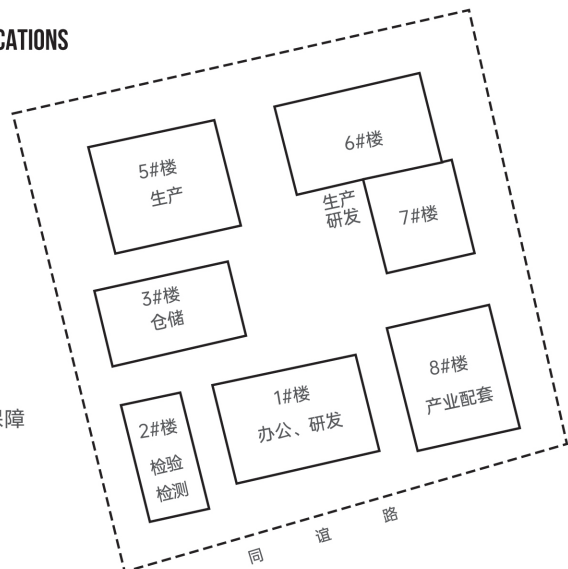 CATIONS
5#楼
生产
6#楼
生产
研发
7#楼
3#楼
仓储
8#楼
产业配套
1#楼
办公、研发
2#楼
检验
检测
障
同谊路